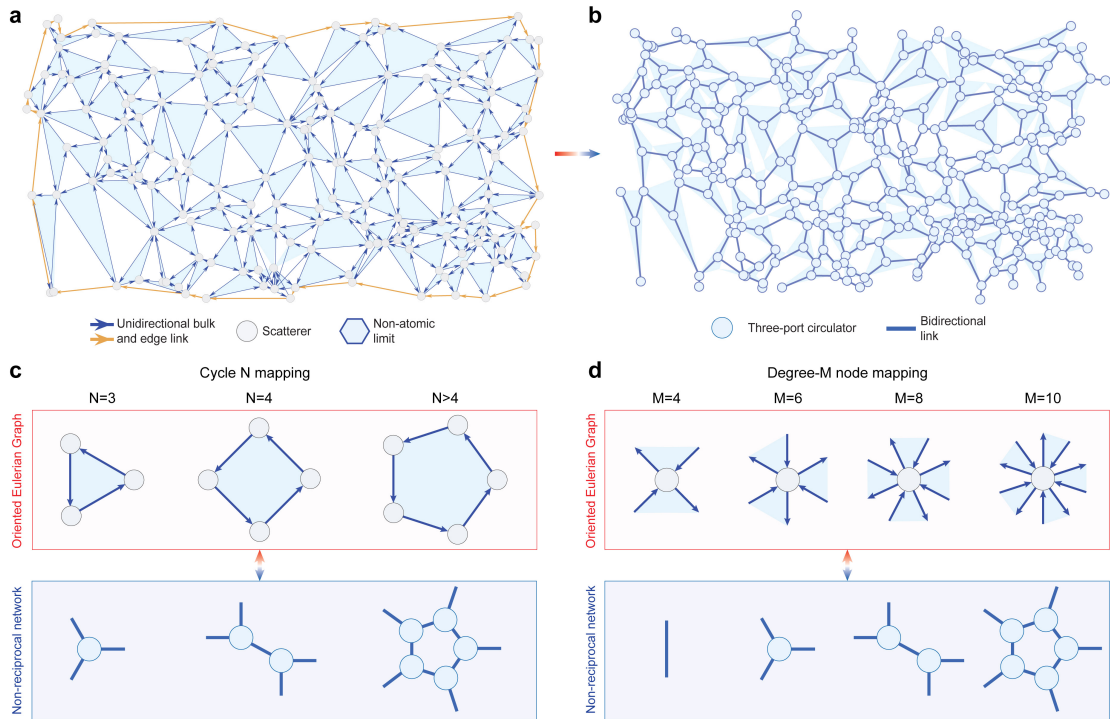 a
b
Unidirectional bulk
and edge link
Scatterer
Non-atomic
limit
Three-port circulator
Bidirectional
link
c
Cycle N mapping
N=3
N=4
N>4
Oriented Eulerian Graph
Non-reciprocal network
d
Degree-M node mapping
M=4
M=6
M=8
M=10
Oriented Eulerian Graph
Non-reciprocal network